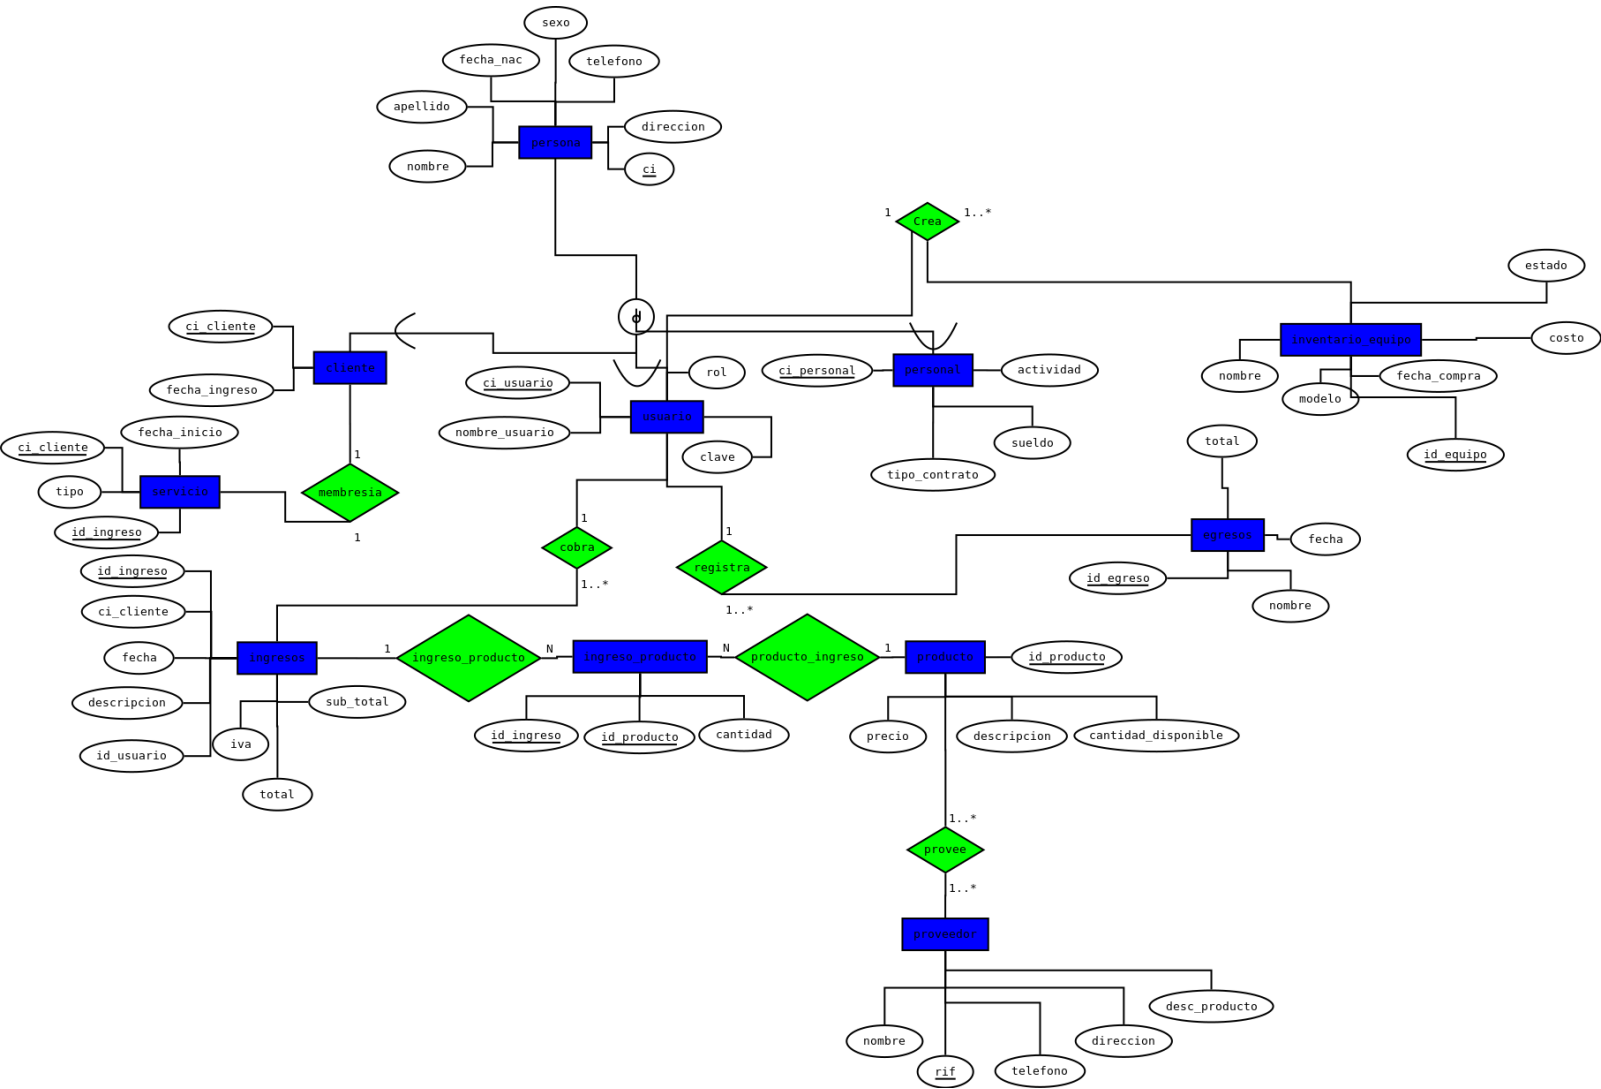 sexo
fecha_nac
telefono
apellido
direccion
persona
nombre
ci
1
1..*
Crea
estado
ci_cliente
d
inventario_equipo
costo
cliente
ci_usuario
rol
ci_personal
personal
actividad
nombre
fecha_compra
fecha_ingreso
modelo
usuario
fecha_inicio
nombre_usuario
clave
sueldo
total
ci_cliente
1
id_equipo
tipo_contrato
tipo
servicio
membresia
id_ingreso
1
1
1
egresos
fecha
cobra
registra
id_ingreso
1..*
id_egreso
nombre
ci_cliente
1..*
fecha
ingresos
1
ingreso_producto
N
ingreso_producto
N
producto_ingreso
1
producto
id_producto
descripcion
sub_total
iva
id_ingreso
id_producto
cantidad
precio
descripcion
cantidad_disponible
id_usuario
total
1..*
provee
1..*
proveedor
desc_producto
nombre
direccion
rif
telefono